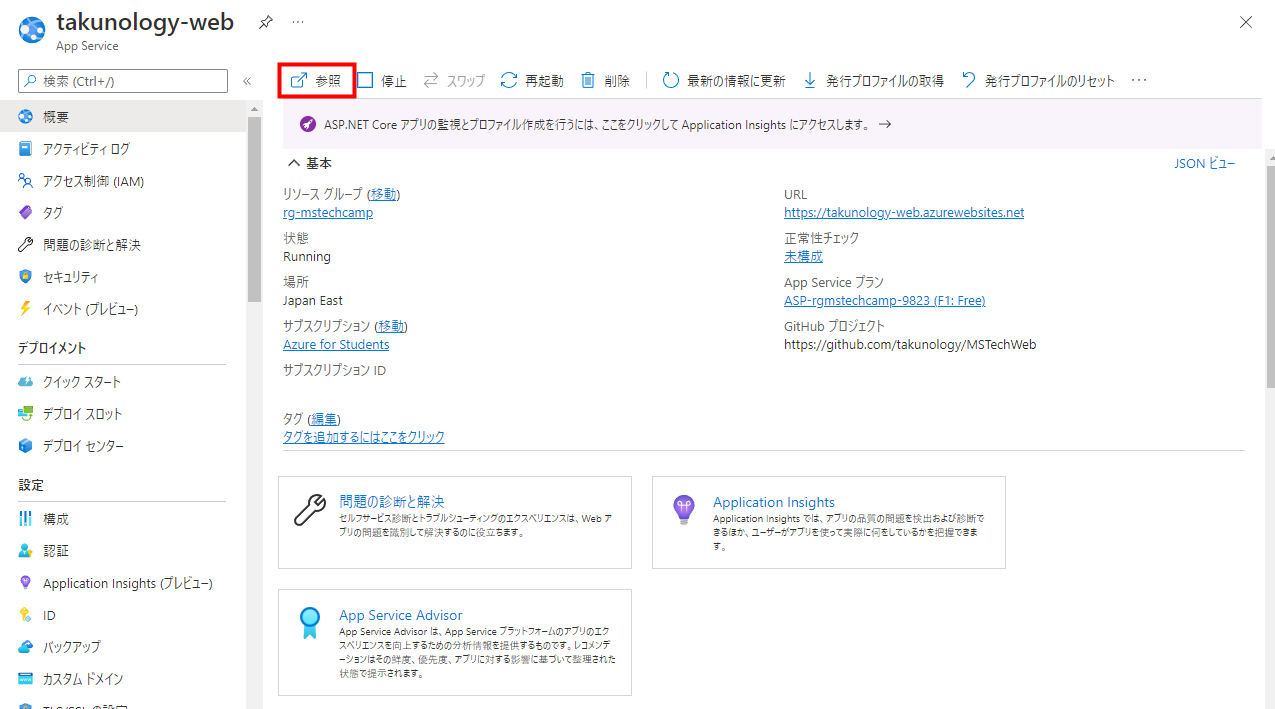 takunology-web
App Service
検索 (Ctrl+/)
«
参照
停止
スワップ
再起動
削除
最新の情報に更新
発行プロファイルの取得
発行プロファイルのリセット
ASP.NET Core アプリの監視とプロファイル作成を行うには、ここをクリックして Application Insights にアクセスします。 →
概要
アクティビティ ログ
アクセス制御 (IAM)
タグ
問題の診断と解決
セキュリティ
イベント (プレビュー)
デプロイメント
クイック スタート
デプロイ スロット
デプロイ センター
設定
構成
認証
Application Insights (プレビュー)
ID
バックアップ
カスタム ドメイン
TLS/SSL の設定
基本
JSON ビュー
リソース グループ (移動)
rg-mstechcamp
状態
Running
場所
Japan East
サブスクリプション (移動)
Azure for Students
サブスクリプション ID
URL
https://takunology-web.azurewebsites.net
正常性チェック
未構成
App Service プラン
ASP-rgmstechcamp-9823 (F1: Free)
GitHub プロジェクト
https://github.com/takunology/MSTechWeb
タグ (編集)
タグを追加するにはここをクリック
問題の診断と解決
セルフサービス診断とトラブルシューティングのエクスペリエンスは、Web ア
プリの問題を識別して解決するのに役立ちます。
Application Insights
Application Insights では、アプリの品質の問題を検出および診断で
きるほか、ユーザーがアプリを使って実際に何をしているかを把握できま
す。
App Service Advisor
App Service Advisor は、App Service プラットフォームのアプリのエク
スペリエンスを向上するための分析情報を提供するものです。レコメンデ
ーションはその鮮度、優先度、アプリに対する影響に基づいて整理された
状態で提示されます。